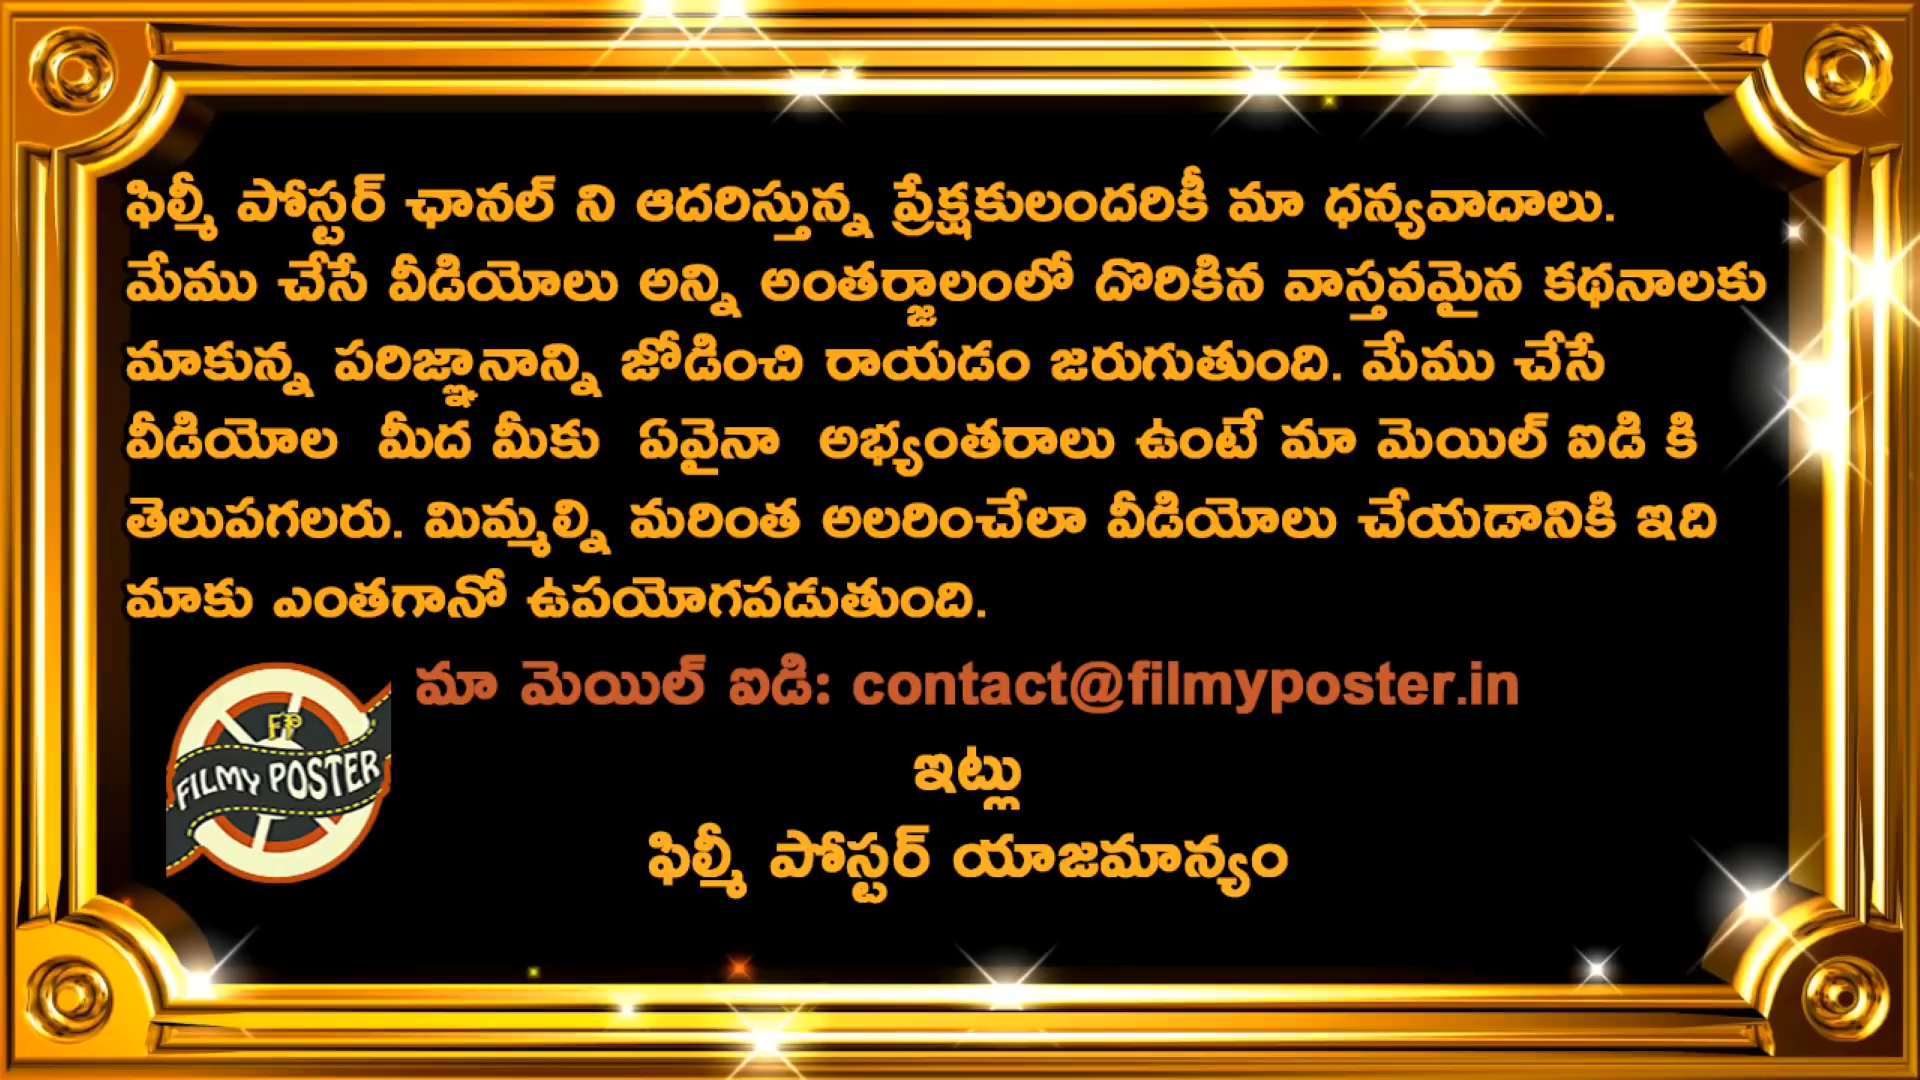 ఫిల్మీ పోస్టర్ ఛానల్ ని ఆదరిస్తున్న ప్రేక్షకులందరికీ మా ధన్యవాదాలు.
మేము చేసే వీడియోలు అన్ని అంతర్జాలంలో దొరికిన వాస్తవమైన కథనాలకు
మాకున్న పరిజ్ఞానాన్ని జోడించి రాయడం జరుగుతుంది. మేము చేసే
వీడియోల మీద మీకు ఏవైనా అభ్యంతరాలు ఉంటే మా మెయిల్ ఐడి కి
తెలుపగలరు. మిమ్మల్ని మరింత అలరించేలా వీడియోలు చేయడానికి ఇది
మాకు ఎంతగానో ఉపయోగపడుతుంది.
మా మెయిల్ ఐడి: contact@filmyposter.in
FP
FILMY POSTER
ఇట్లు
ఫిల్మీ పోస్టర్ యాజమాన్యం